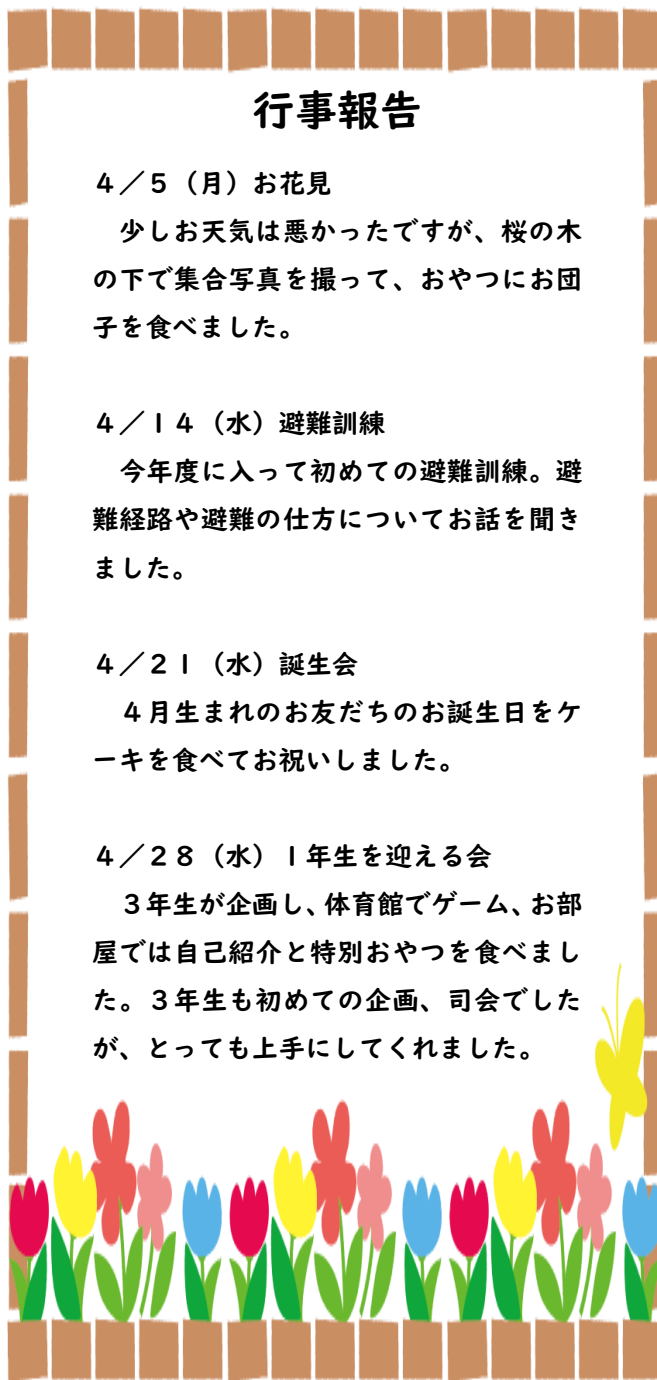 行事報告
４／５（月）お花見
　少しお天気は悪かったですが、桜の木
の下で集合写真を撮って、おやつにお団
子を食べました。
４／１４（水）避難訓練
　今年度に入って初めての避難訓練。避
難経路や避難の仕方についてお話を聞き
ました。
４／２１（水）誕生会
　４月生まれのお友だちのお誕生日をケ
ーキを食べてお祝いしました。
４／２８（水）１年生を迎える会
　３年生が企画し、体育館でゲーム、お部
屋では自己紹介と特別おやつを食べまし
た。３年生も初めての企画、司会でした
が、とっても上手にしてくれました。